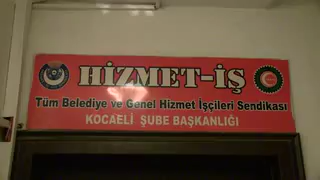 HİZMET-İŞ
Tüm Belediye ve Genel Hizmet İşçileri Sendikası
KOCAELİ ŞUBE BAŞKANLIĞI